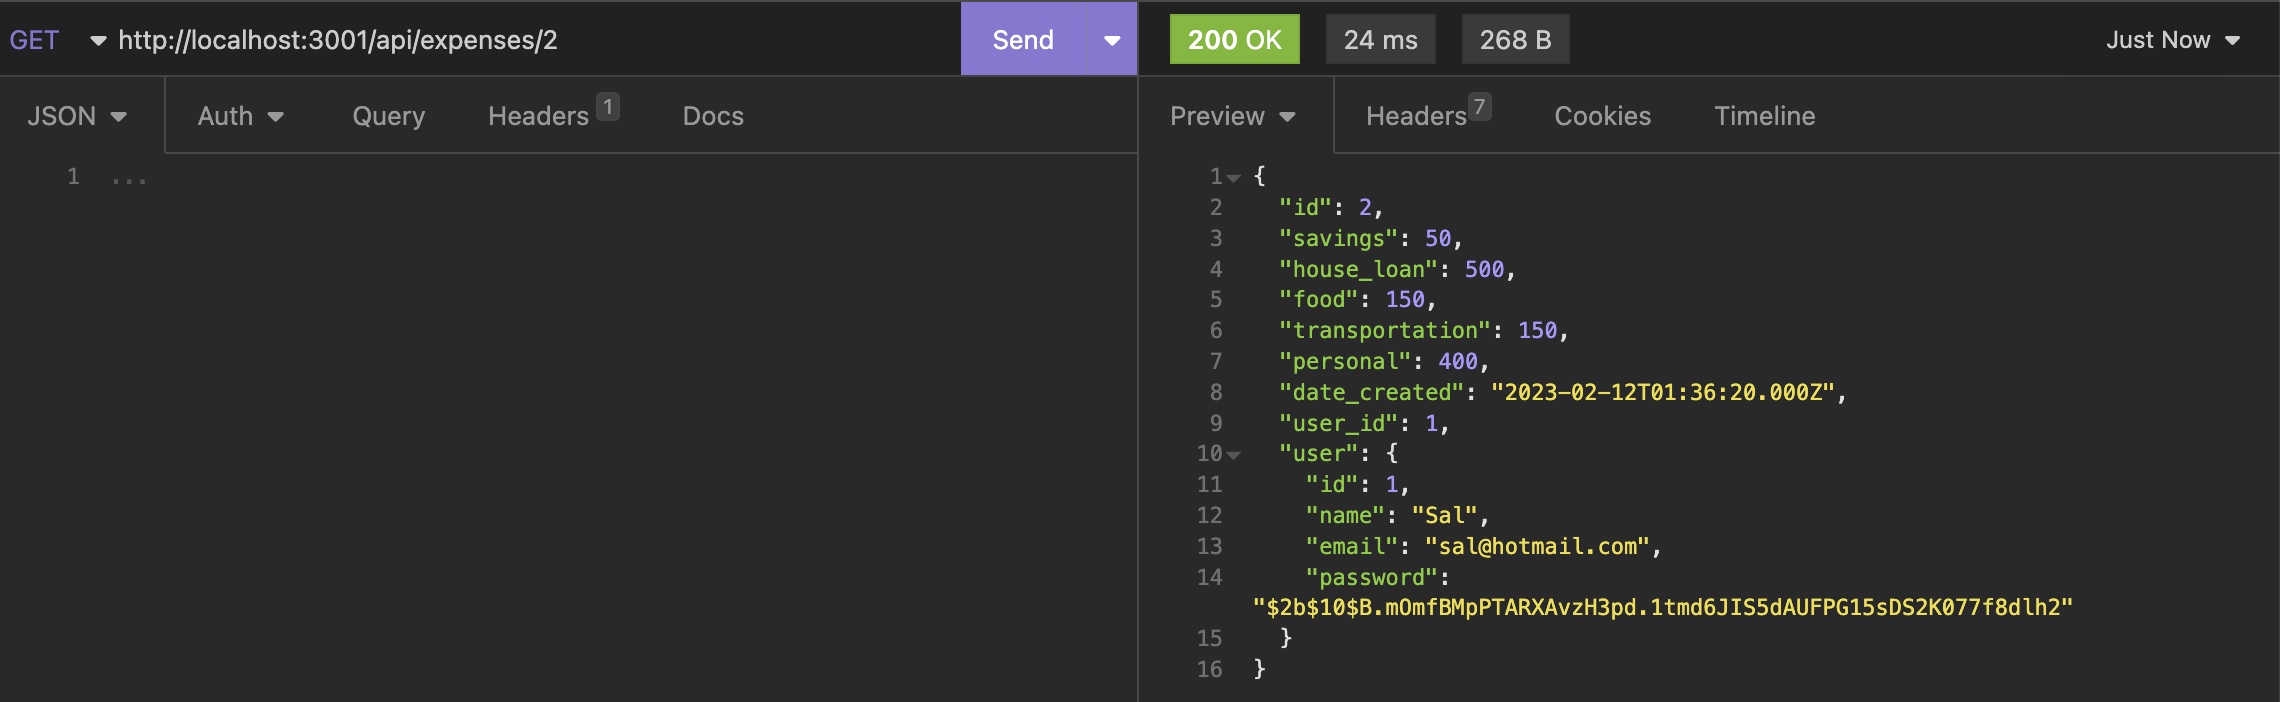 GET http://localhost:3001/api/expenses/2 Send 200 OK 24 ms 268 B Just Now
JSON Auth Query Headers 1 Docs Preview Headers 7 Cookies Timeline
1 ...
1 {
2 "id": 2,
3 "savings": 50,
4 "house_loan": 500,
5 "food": 150,
6 "transportation": 150,
7 "personal": 400,
8 "date_created": "2023-02-12T01:36:20.000Z",
9 "user_id": 1,
10 "user": {
11 "id": 1,
12 "name": "Sal",
13 "email": "sal@hotmail.com",
14 "password":
"$2b$10$B.mOmfBMpPTARXAvzH3pd.1tmd6JIS5dAUFPG15sDS2K077f8dlh2"
15 }
16 }